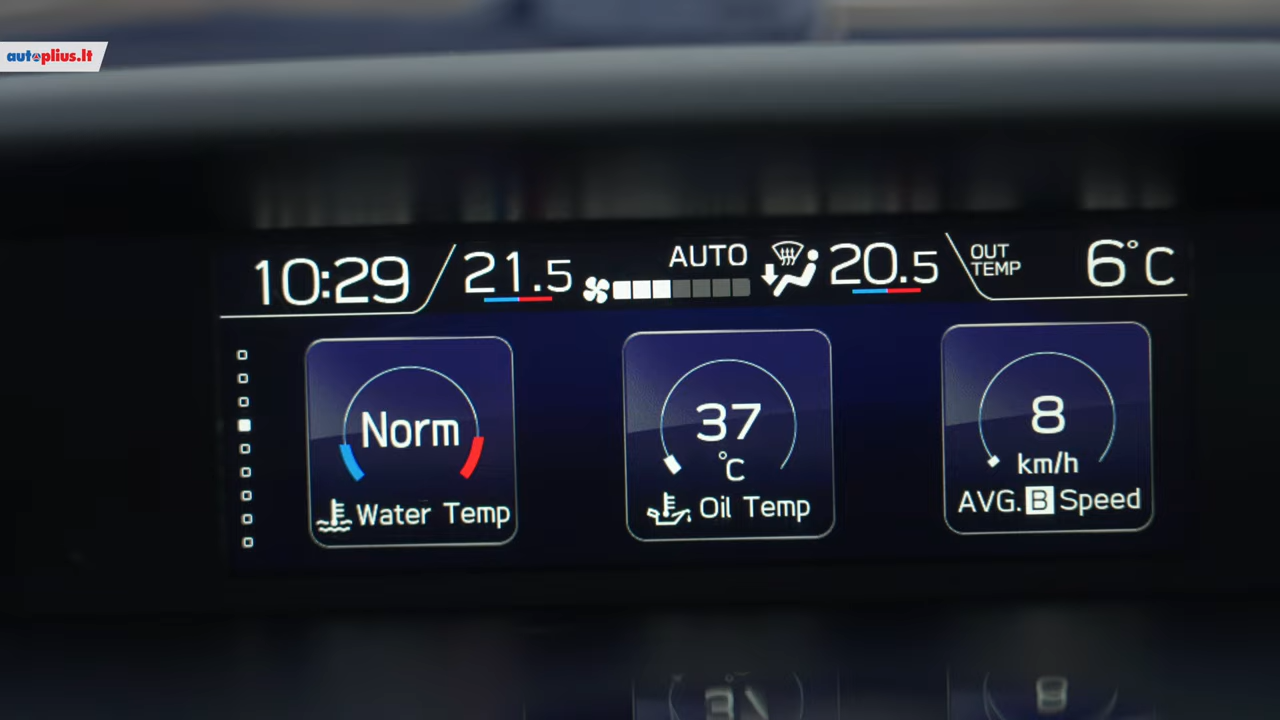 autoplius.lt
10:29
21.5
AUTO
20.5
OUT
TEMP
6°C
Norm
Water Temp
37
°C
Oil Temp
8
km/h
AVG. B Speed
8